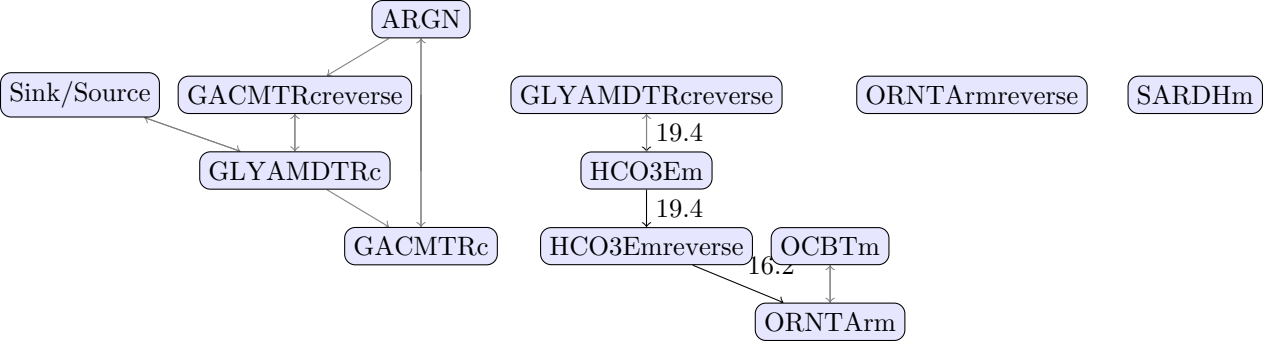 ARGN
Sink/Source
GACMTRcreverse
GLYAMDTRcreverse
ORNTArmreverse
SARDHm
19.4
GLYAMDTRc
HCO3Em
19.4
GACMTRc
HCO3Emreverse
OCBTm
16.2
ORNTArm